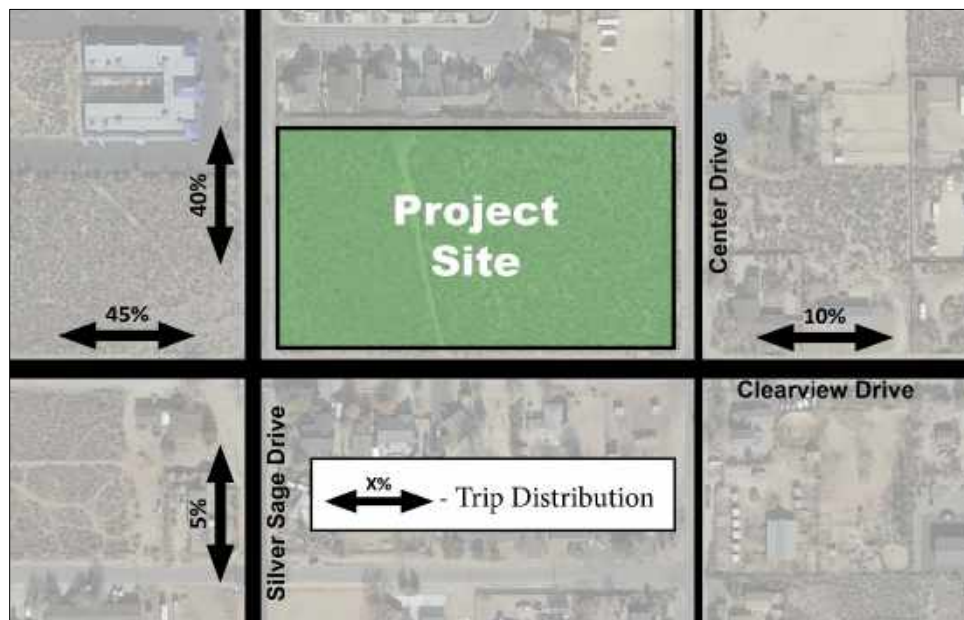 40%
Project
Site
Center Drive
45%
10%
Clearview Drive
5%
Silver Sage Drive
X%
- Trip Distribution